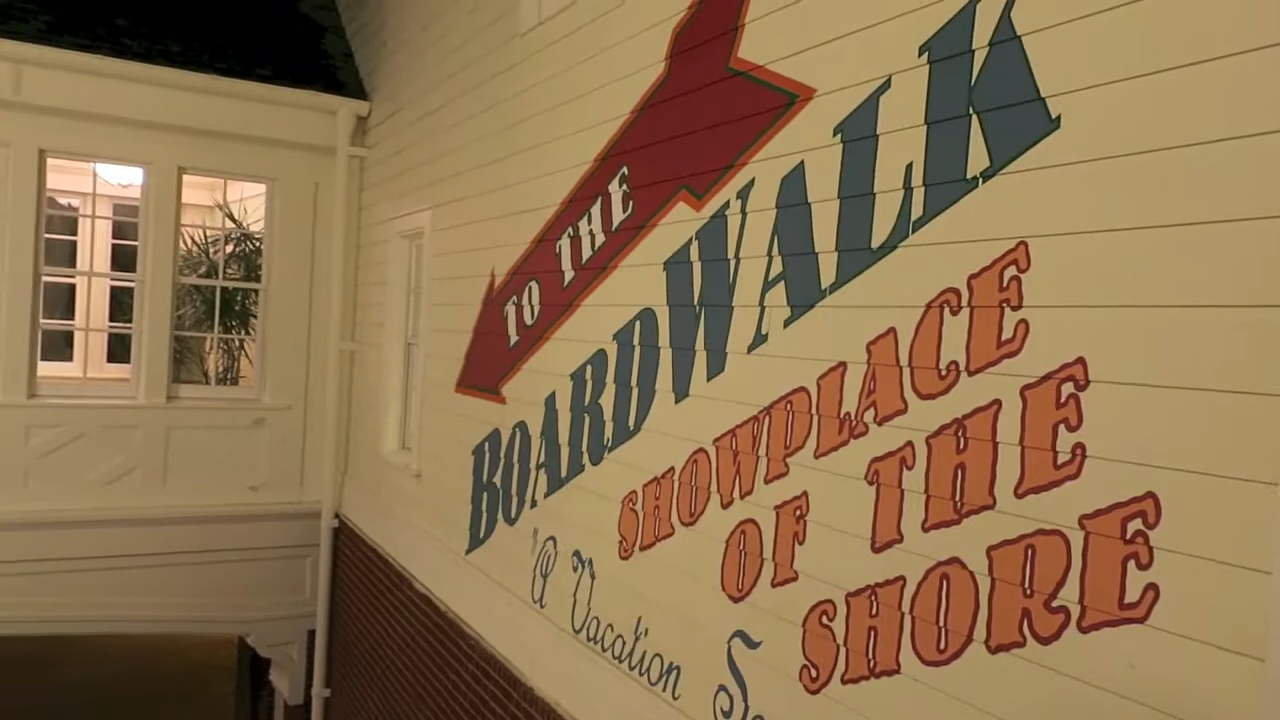 TO THE
BOARDWALK
SHOWPLACE
OF THE
SHORE
"A Vacation